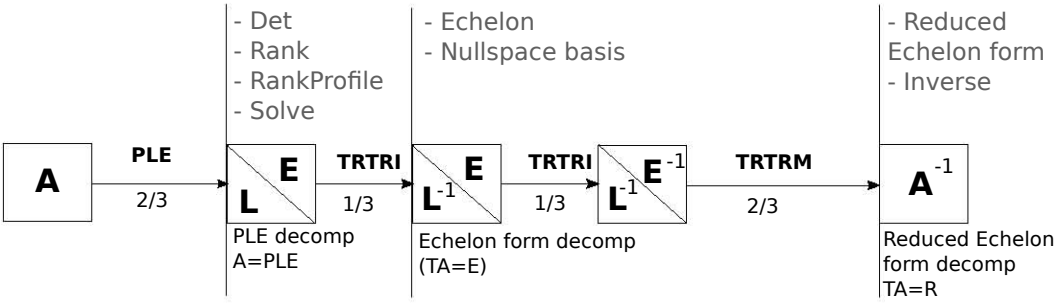 - Det
- Rank
- RankProfile
- Solve
- Echelon
- Nullspace basis
- Reduced
Echelon form
- Inverse
A
PLE
2/3
E
L
TRTRI
1/3
E
L-1
TRTRI
1/3
E-1
L-1
TRTRM
2/3
A-1
PLE decomp
A=PLE
Echelon form decomp
(TA=E)
Reduced Echelon
form decomp
TA=R